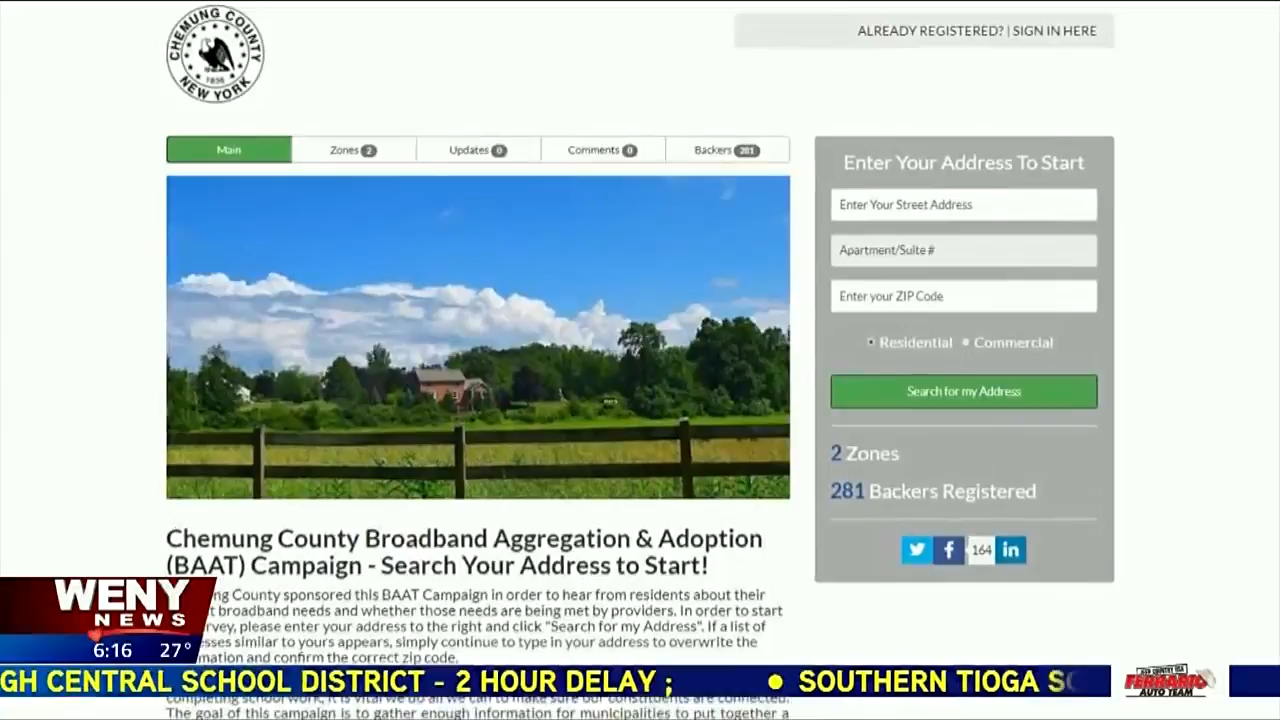 CHEMUNG COUNTY
1836
NEW YORK
ALREADY REGISTERED? | SIGN IN HERE
Main
Zones 2
Updates 0
Comments 0
Backers 281
Enter Your Address To Start
Enter Your Street Address
Apartment/Suite #
Enter your ZIP Code
Residential
Commercial
Search for my Address
2 Zones
281 Backers Registered
164
Chemung County Broadband Aggregation & Adoption
(BAAT) Campaign - Search Your Address to Start!
ng County sponsored this BAAT Campaign in order to hear from residents about their
t broadband needs and whether those needs are being met by providers. In order to start
rvey, please enter your address to the right and click "Search for my Address". If a list of
esses similar to yours appears, simply continue to type in your address to overwrite the
mation and confirm the correct zip code.
WENY
NEWS
6:16 27°
GH CENTRAL SCHOOL DISTRICT - 2 HOUR DELAY ; • SOUTHERN TIOGA SC
FERRARIO
AUTO TEAM
completing school work, it is vital we do all we can to make sure our constituents are connected.
The goal of this campaign is to gather enough information for municipalities to put together a